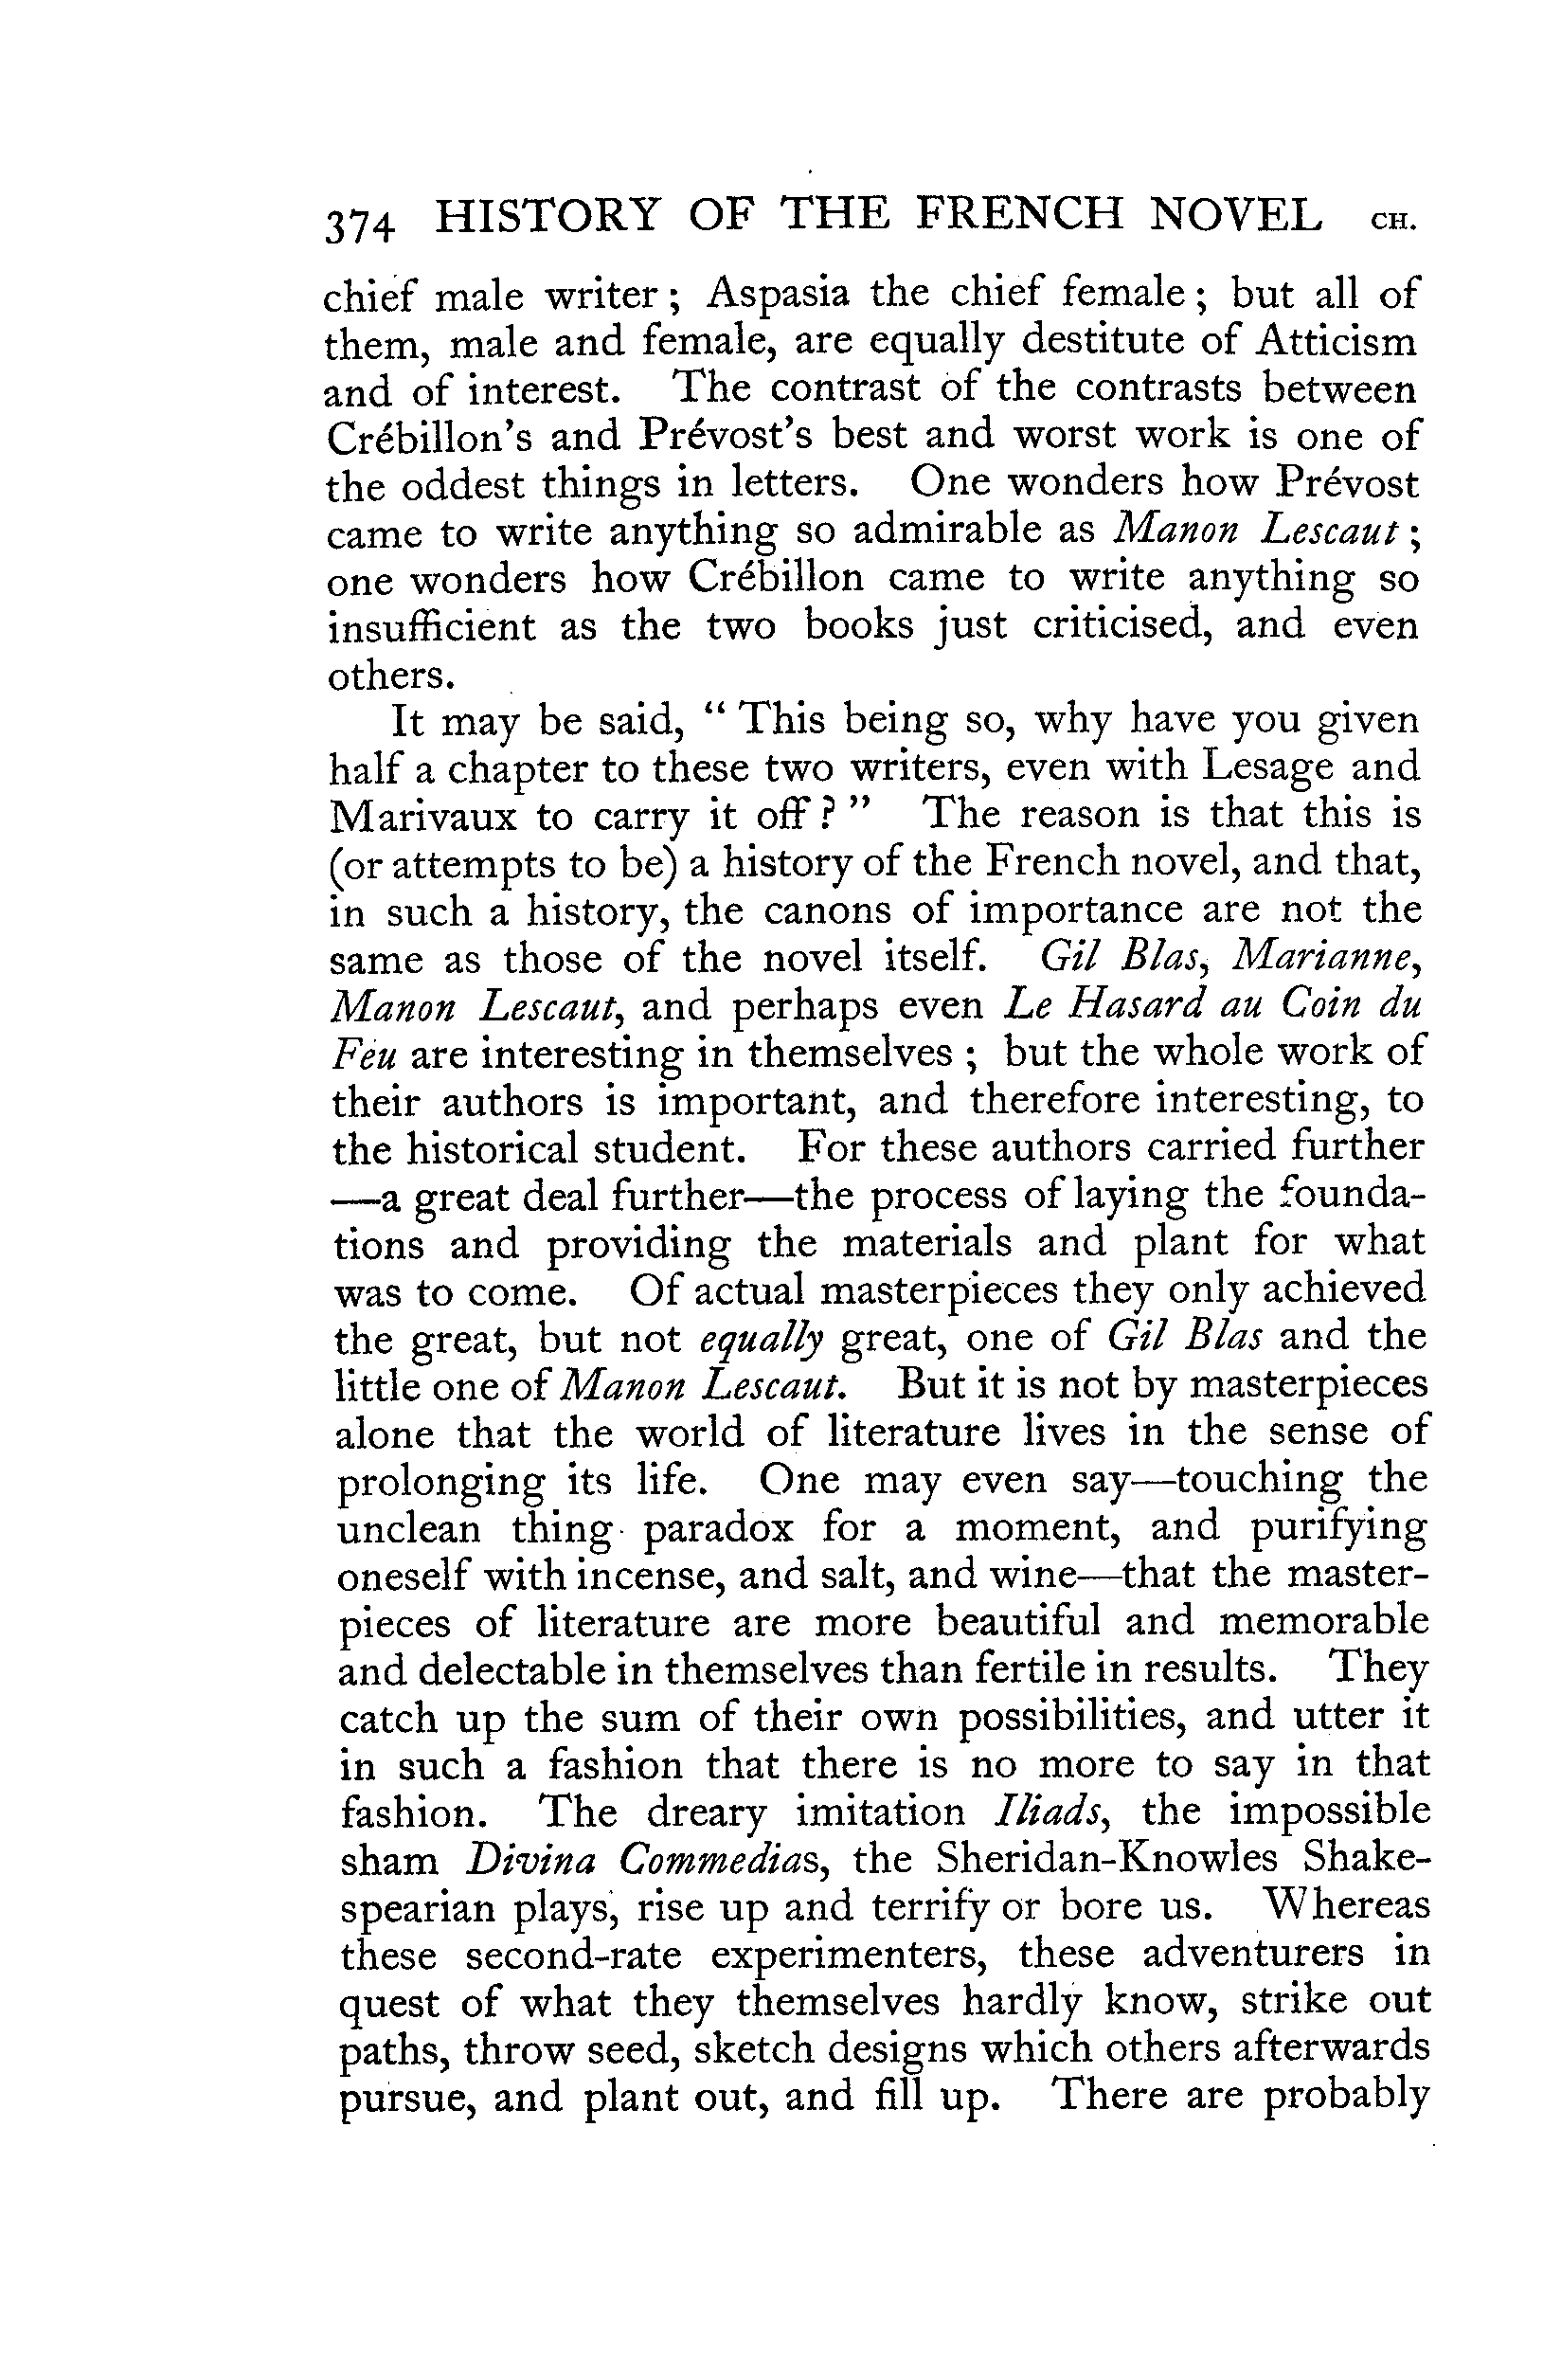 374 HISTORY OF THE FRENCH NOVEL CH.
chief male writer; Aspasia the chief female; but all of
them, male and female, are equally destitute of Atticism
and of interest. The contrast of the contrasts between
Crébillon's and Prévost's best and worst work is one of
the oddest things in letters. One wonders how Prévost
came to write anything so admirable as Manon Lescaut;
one wonders how Crébillon came to write anything so
insufficient as the two books just criticised, and even
others.
It may be said, “ This being so, why have you given
half a chapter to these two writers, even with Lesage and
Marivaux to carry it off? ” The reason is that this is
(or attempts to be) a history of the French novel, and that,
in such a history, the canons of importance are not the
same as those of the novel itself. Gil Blas, Marianne,
Manon Lescaut, and perhaps even Le Hasard au Coin du
Feu are interesting in themselves ; but the whole work of
their authors is important, and therefore interesting, to
the historical student. For these authors carried further
—a great deal further—the process of laying the founda-
tions and providing the materials and plant for what
was to come. Of actual masterpieces they only achieved
the great, but not equally great, one of Gil Blas and the
little one of Manon Lescaut. But it is not by masterpieces
alone that the world of literature lives in the sense of
prolonging its life. One may even say—touching the
unclean thing paradox for a moment, and purifying
oneself with incense, and salt, and wine—that the master-
pieces of literature are more beautiful and memorable
and delectable in themselves than fertile in results. They
catch up the sum of their own possibilities, and utter it
in such a fashion that there is no more to say in that
fashion. The dreary imitation Iliads, the impossible
sham Divina Commedias, the Sheridan-Knowles Shake-
spearian plays, rise up and terrify or bore us. Whereas
these second-rate experimenters, these adventurers in
quest of what they themselves hardly know, strike out
paths, throw seed, sketch designs which others afterwards
pursue, and plant out, and fill up. There are probably